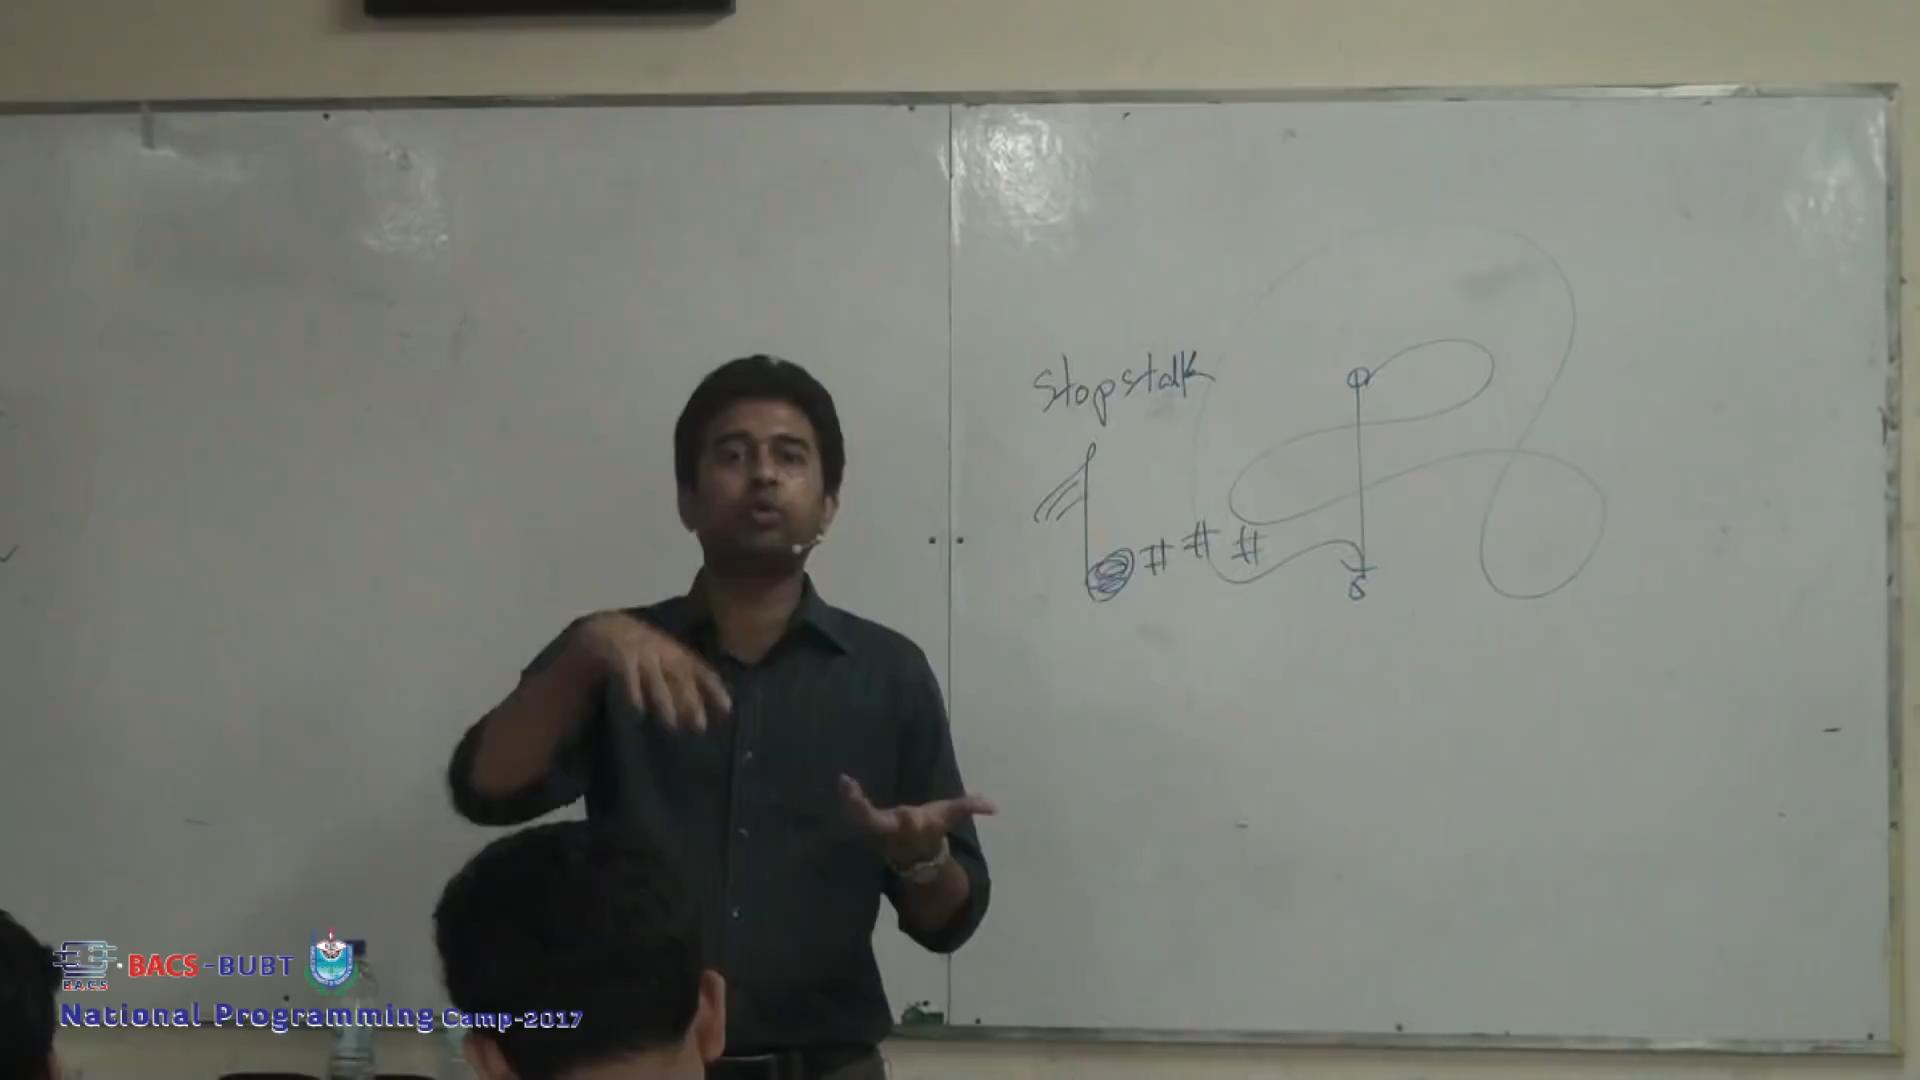 stopstalk
# # #
S
B.A.C.S
BACS-BUBT
National Programming Camp-2017